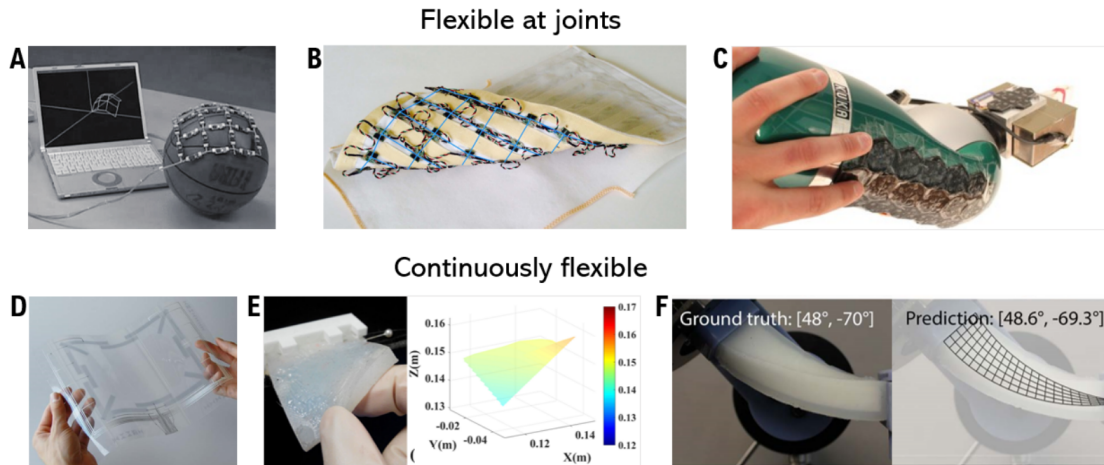 Flexible at joints
A
B
C
KUKA
Continuously flexible
D
E
F
0.16
0.15
0.14
0.13
Z(m)
-0.02
-0.04
Y(m)
0.12
0.14
X(m)
0.17
0.16
0.15
0.14
0.13
0.12
(
Ground truth: [48°, -70°]
Prediction: [48.6°, -69.3°]